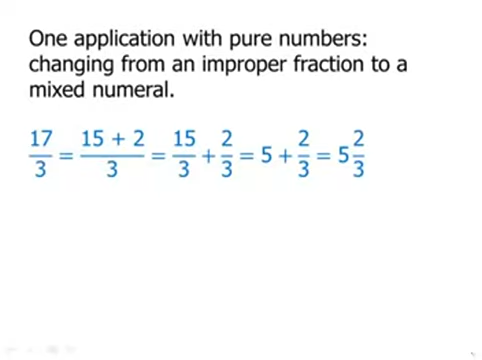 One application with pure numbers:
changing from an improper fraction to a
mixed numeral.
17/3 = (15 + 2)/3 = 15/3 + 2/3 = 5 + 2/3 = 5 2/3